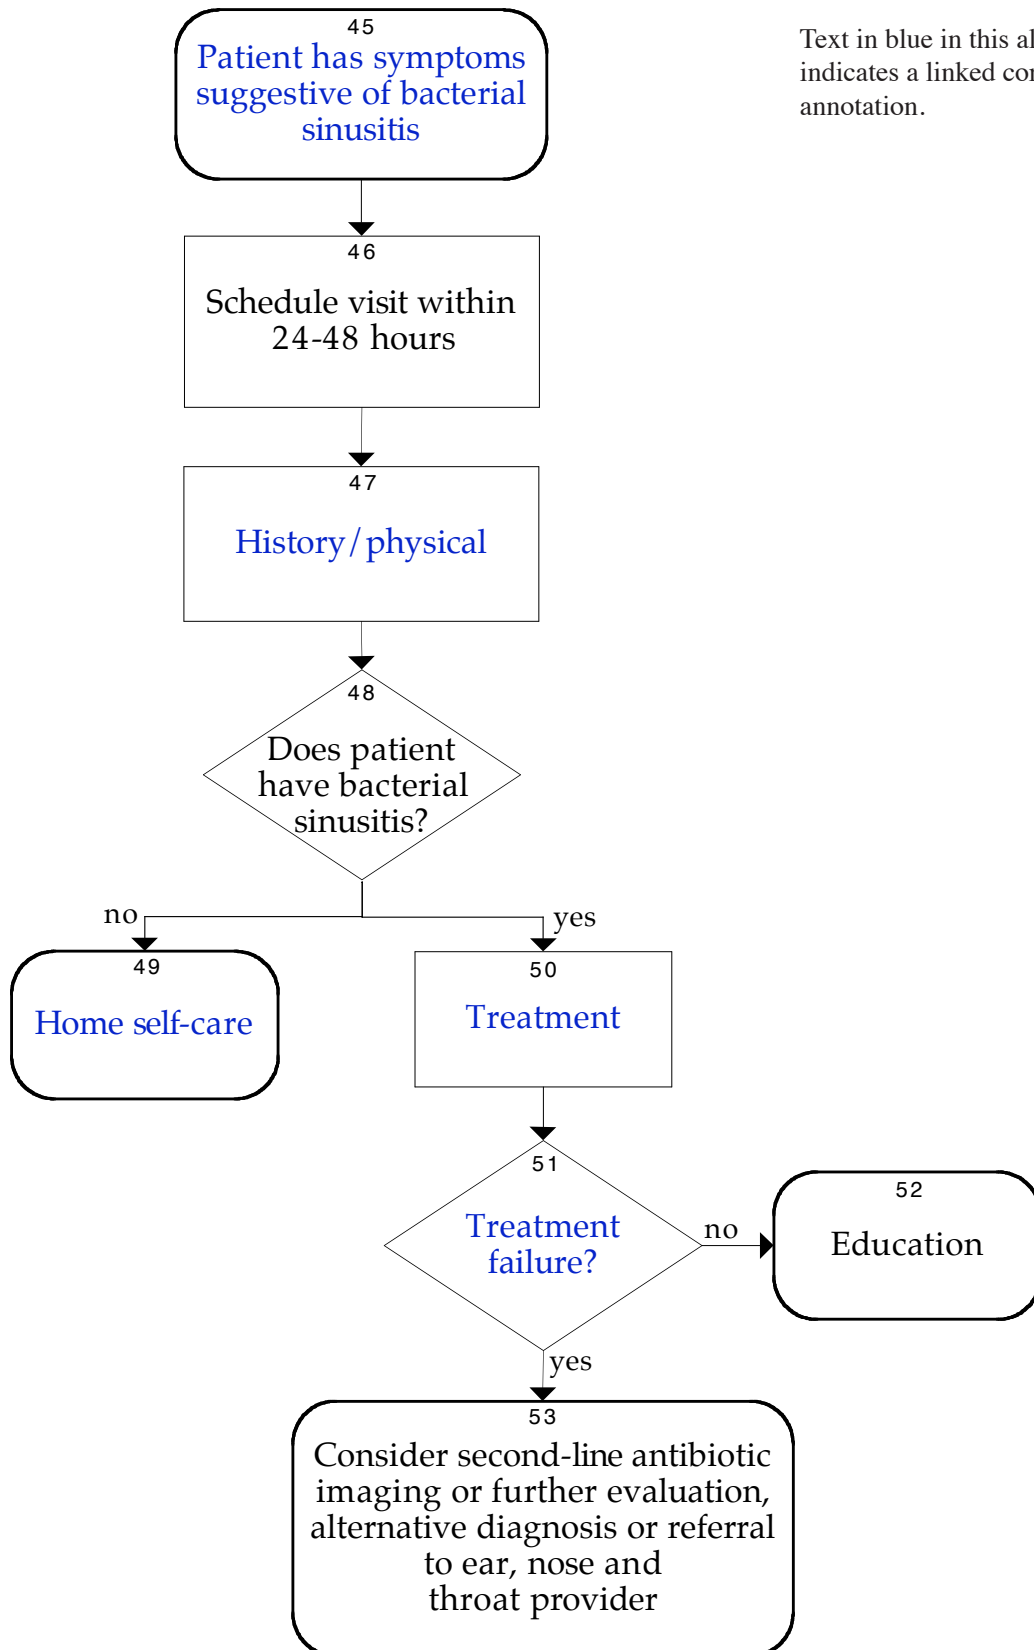 45
Patient has symptoms
suggestive of bacterial
sinusitis
Text in blue in this
indicates a linked
annotation.
46
Schedule visit within
24-48 hours
47
History/physical
48
Does patient
have bacterial
sinusitis?
no
yes
49
Home self-care
50
Treatment
51
Treatment
failure?
no
52
Education
yes
53
Consider second-line antibiotic
imaging or further evaluation,
alternative diagnosis or referral
to ear, nose and
throat provider